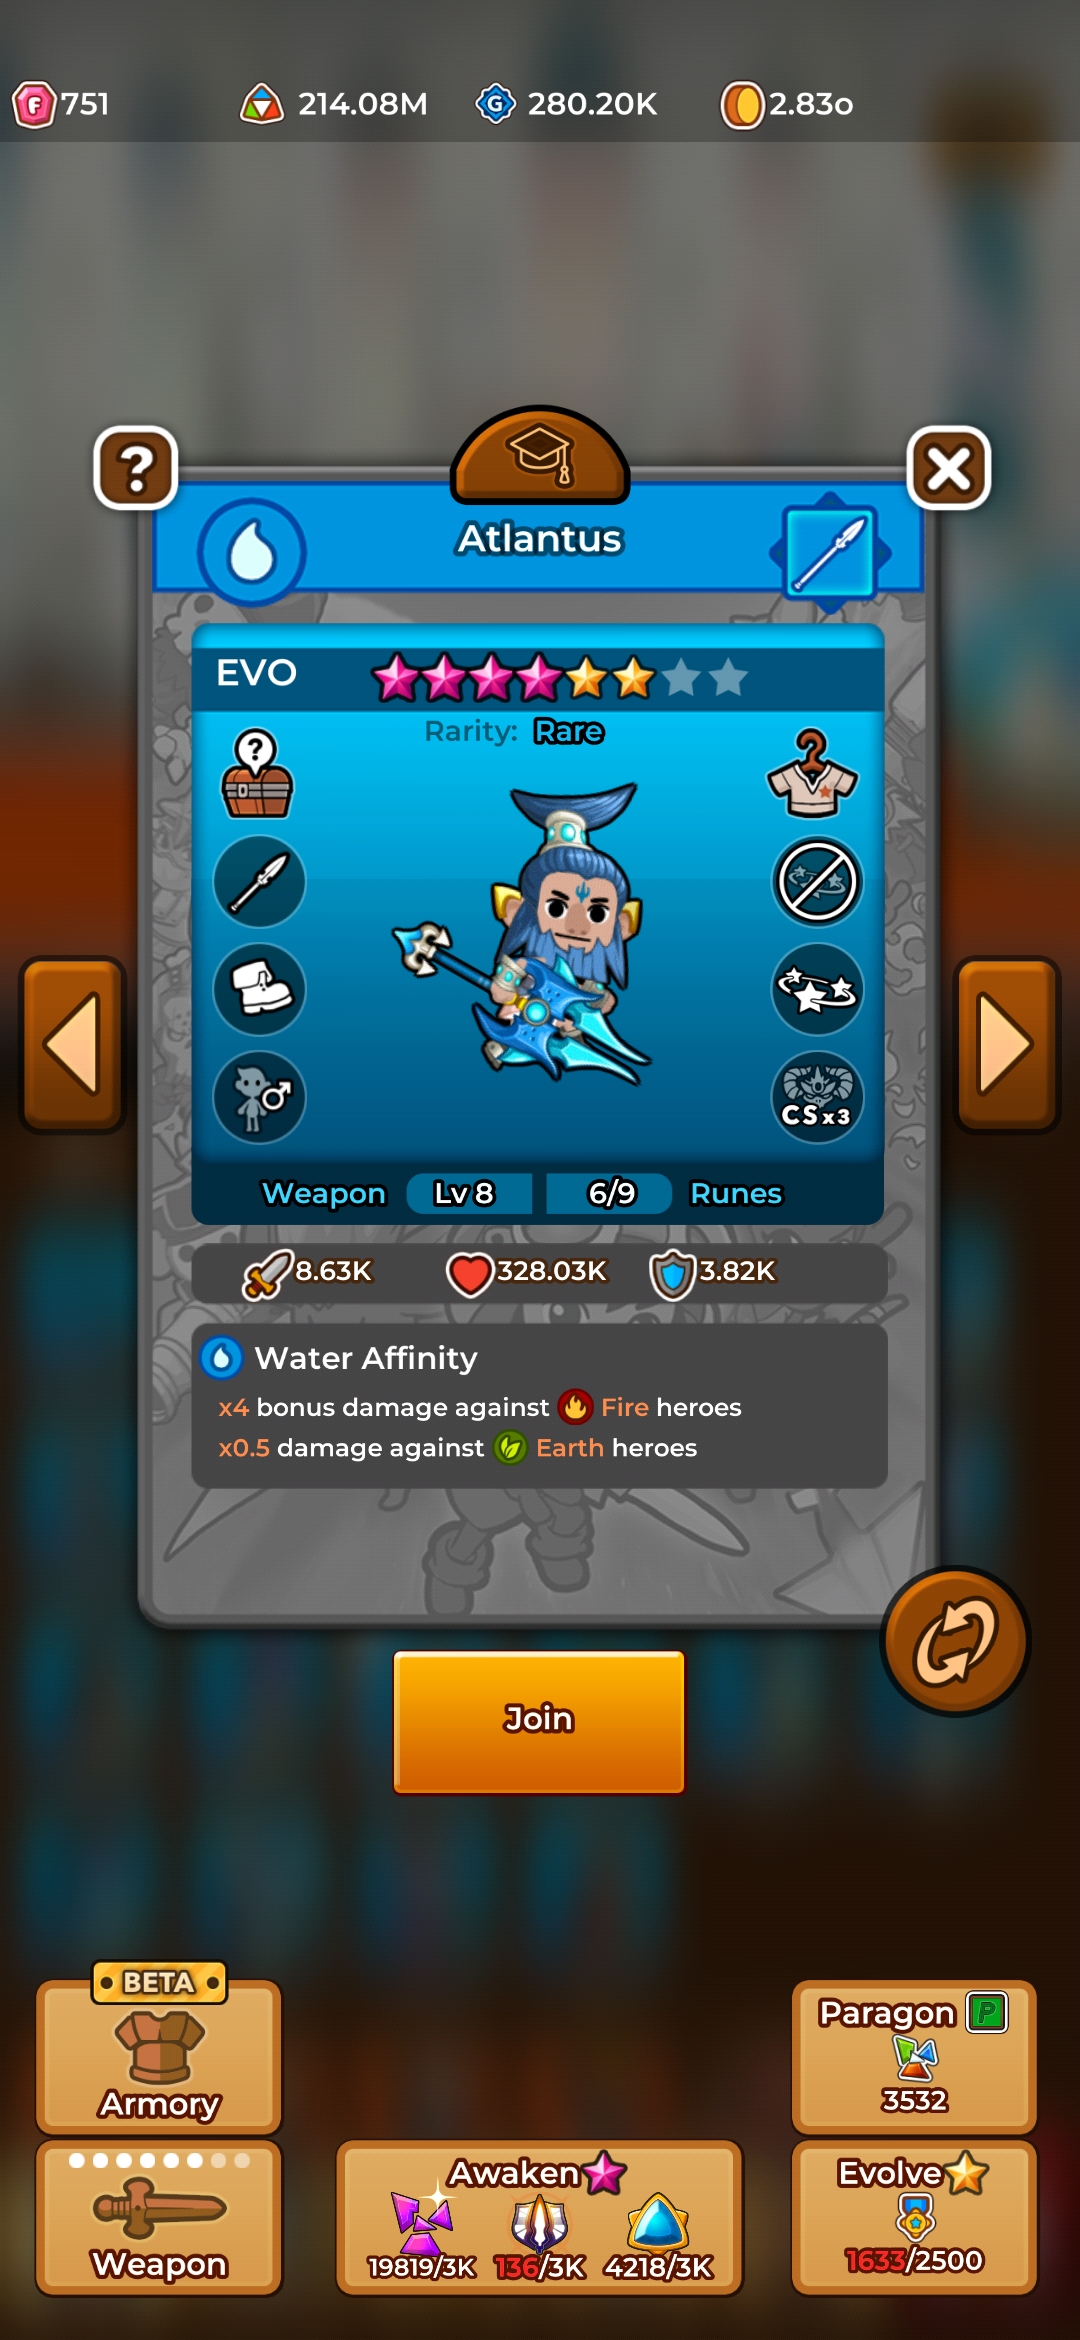 F 751 214.08M G 280.20K 2.83o
?
Atlantus
EVO
Rarity: Rare
?
CSx3
Weapon Lv 8 6/9 Runes
8.63K 328.03K 3.82K
Water Affinity
x4 bonus damage against Fire heroes
x0.5 damage against Earth heroes
Join
BETA
Armory
Paragon P
3532
Weapon
Awaken
19819/3K 136/3K 4218/3K
Evolve
1633/2500